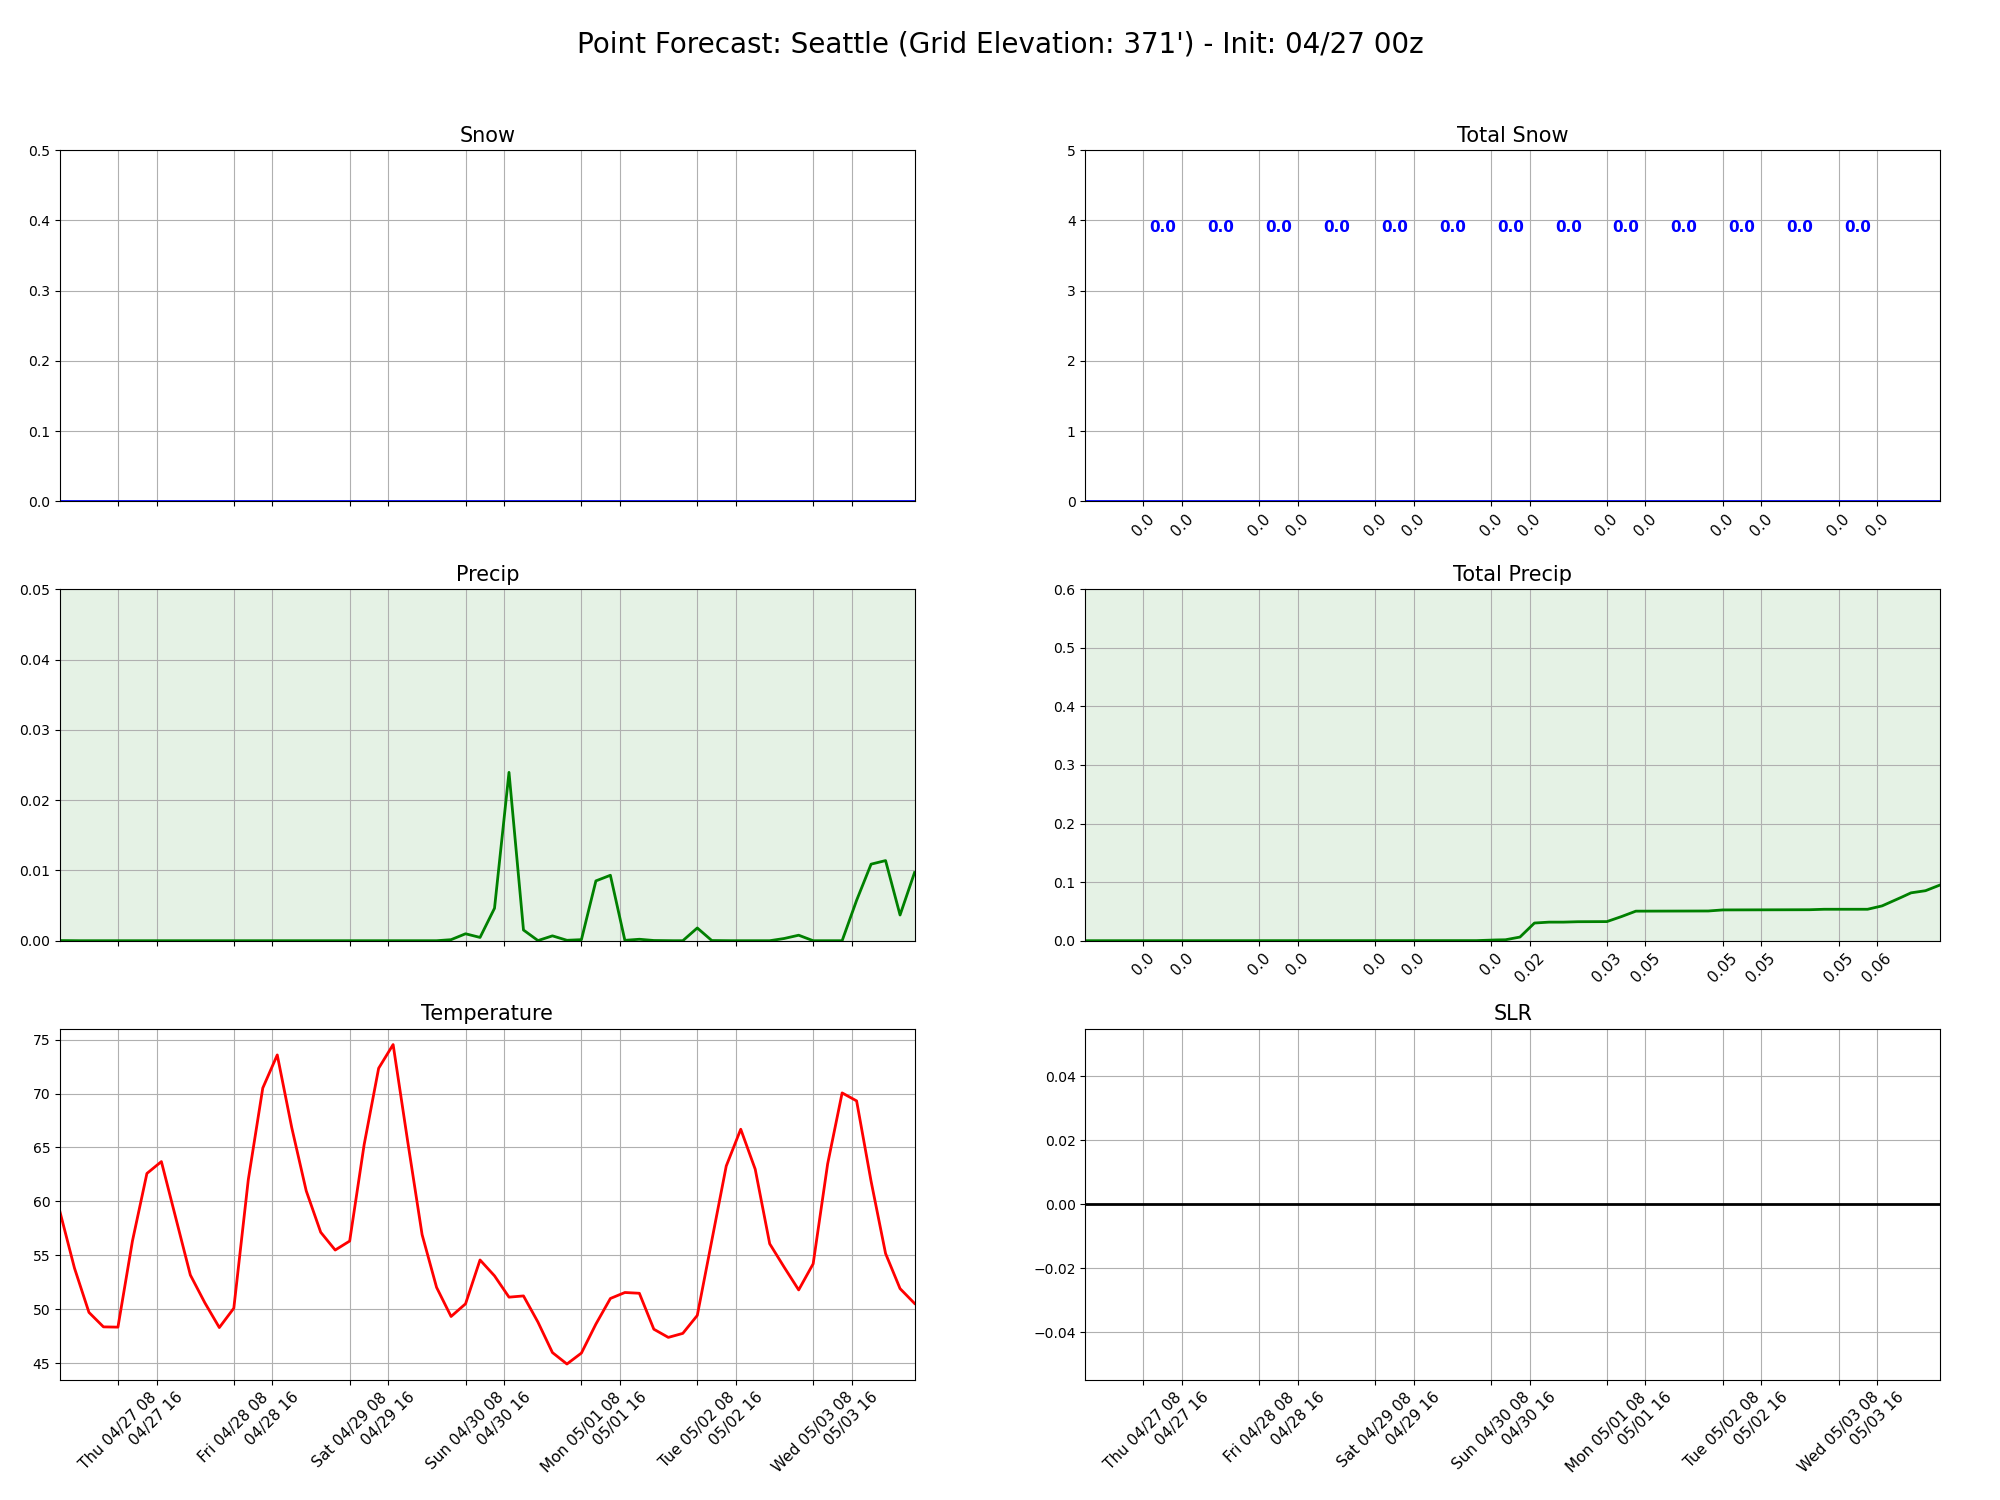 Point Forecast: Seattle (Grid Elevation: 371') - Init: 04/27 00z
Snow
0.5
0.4
0.3
0.2
0.1
0.0
Total Snow
5
4
3
2
1
0
0.0 0.0 0.0 0.0 0.0 0.0 0.0 0.0 0.0 0.0 0.0 0.0 0.0
0.0 0.0 0.0 0.0 0.0 0.0 0.0 0.0 0.0 0.0 0.0 0.0 0.0 0.0
Precip
0.05
0.04
0.03
0.02
0.01
0.00
Total Precip
0.6
0.5
0.4
0.3
0.2
0.1
0.0
0.0 0.0 0.0 0.0 0.0 0.0 0.0 0.02 0.03 0.05 0.05 0.05 0.05 0.06
Temperature
75
70
65
60
55
50
45
Thu 04/27 08
04/27 16
Fri 04/28 08
04/28 16
Sat 04/29 08
04/29 16
Sun 04/30 08
04/30 16
Mon 05/01 08
05/01 16
Tue 05/02 08
05/02 16
Wed 05/03 08
05/03 16
SLR
0.04
0.02
0.00
−0.02
−0.04
Thu 04/27 08
04/27 16
Fri 04/28 08
04/28 16
Sat 04/29 08
04/29 16
Sun 04/30 08
04/30 16
Mon 05/01 08
05/01 16
Tue 05/02 08
05/02 16
Wed 05/03 08
05/03 16